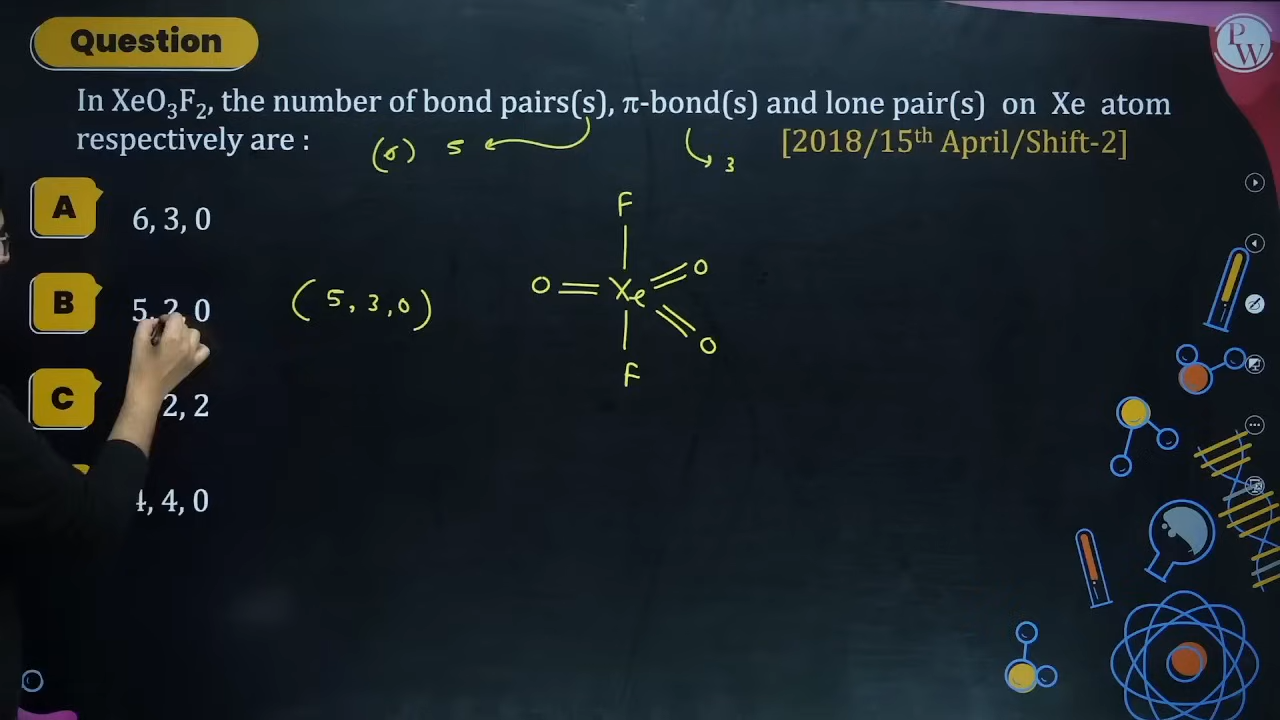 Question
PW
In XeO₃F₂, the number of bond pairs(s), π-bond(s) and lone pair(s) on Xe atom
respectively are :
[2018/15th April/Shift-2]
(σ) 5
3
A
6, 3, 0
B
5, 2, 0
(5, 3, 0)
C
2, 2
4, 4, 0
F
O = Xe = O
= O
F